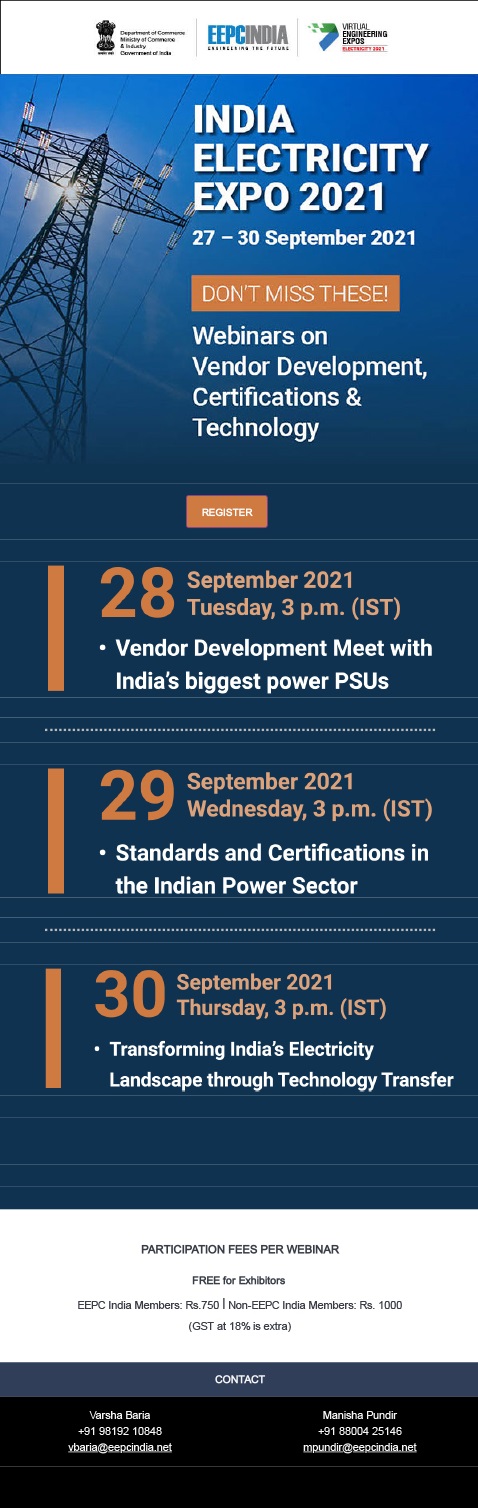 Department of Commerce
Ministry of Commerce
& Industry
Government of India
EEPCINDIA
ENGINEERING THE FUTURE
VIRTUAL
ENGINEERING
EXPOS
ELECTRICITY 2021
INDIA
ELECTRICITY
EXPO 2021
27 – 30 September 2021
DON'T MISS THESE!
Webinars on
Vendor Development,
Certifications &
Technology
REGISTER
28 September 2021
Tuesday, 3 p.m. (IST)
• Vendor Development Meet with
India's biggest power PSUs
29 September 2021
Wednesday, 3 p.m. (IST)
• Standards and Certifications in
the Indian Power Sector
30 September 2021
Thursday, 3 p.m. (IST)
• Transforming India's Electricity
Landscape through Technology Transfer
PARTICIPATION FEES PER WEBINAR
FREE for Exhibitors
EEPC India Members: Rs.750 | Non-EEPC India Members: Rs. 1000
(GST at 18% is extra)
CONTACT
Varsha Baria
+91 98192 10848
vbaria@eepcindia.net
Manisha Pundir
+91 88004 25146
mpundir@eepcindia.net